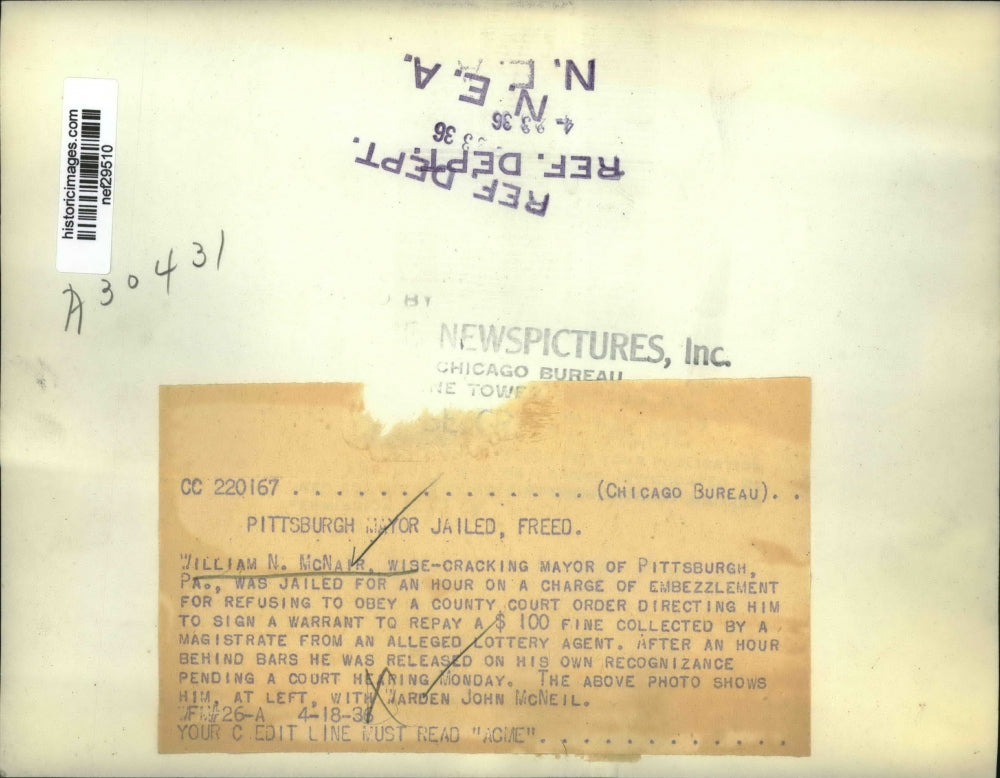 N. E. A.
N. E. A.
4- 36
36
REF. DEPT.
REF. DEPT.
historicimages.com
nef29510
A30431
BY
NEWSPICTURES, Inc.
CHICAGO BUREAU
CC 220167 . . . . . . . . . . . . . . . (CHICAGO BUREAU). . .
PITTSBURGH MAYOR JAILED, FREED.
WILLIAM N. MCNAIR, WISE-CRACKING MAYOR OF PITTSBURGH,
PA., WAS JAILED FOR AN HOUR ON A CHARGE OF EMBEZZLEMENT
FOR REFUSING TO OBEY A COUNTY COURT ORDER DIRECTING HIM
TO SIGN A WARRANT TO REPAY A $ 100 FINE COLLECTED BY A
MAGISTRATE FROM AN ALLEGED LOTTERY AGENT. AFTER AN HOUR
BEHIND BARS HE WAS RELEASED ON HIS OWN RECOGNIZANCE
PENDING A COURT HEARING MONDAY. THE ABOVE PHOTO SHOWS
HIM, AT LEFT, WITH WARDEN JOHN MCNEIL.
4-18-36
YOUR C EDIT LINE MUST READ "ACME". . . . . . . . . . . . .